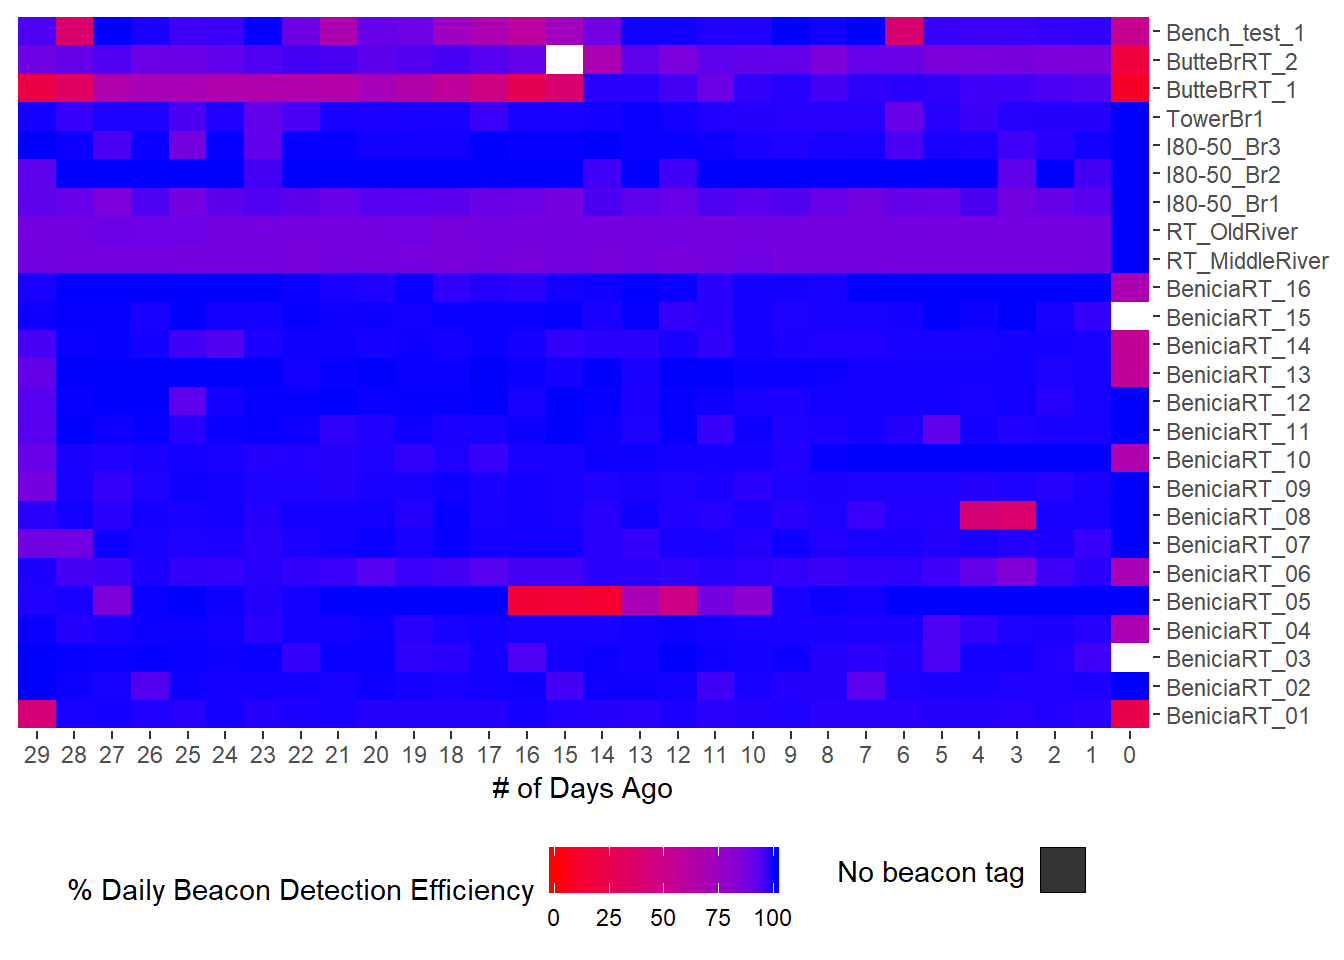 Bench_test_1
ButteBrRT_2
ButteBrRT_1
TowerBr1
I80-50_Br3
I80-50_Br2
I80-50_Br1
RT_OldRiver
RT_MiddleRiver
BeniciaRT_16
BeniciaRT_15
BeniciaRT_14
BeniciaRT_13
BeniciaRT_12
BeniciaRT_11
BeniciaRT_10
BeniciaRT_09
BeniciaRT_08
BeniciaRT_07
BeniciaRT_06
BeniciaRT_05
BeniciaRT_04
BeniciaRT_03
BeniciaRT_02
BeniciaRT_01
29 28 27 26 25 24 23 22 21 20 19 18 17 16 15 14 13 12 11 10 9 8 7 6 5 4 3 2 1 0
# of Days Ago
% Daily Beacon Detection Efficiency
0 25 50 75 100
No beacon tag